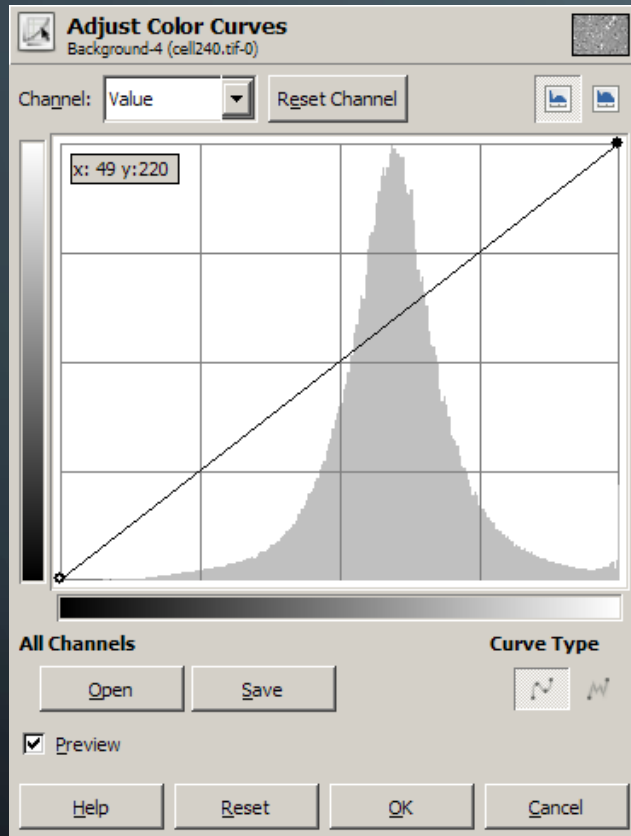 Adjust Color Curves
Background-4 (cell240.tif-0)
Channel: Value Reset Channel
x: 49 y:220
All Channels Curve Type
Open Save
Preview
Help Reset OK Cancel